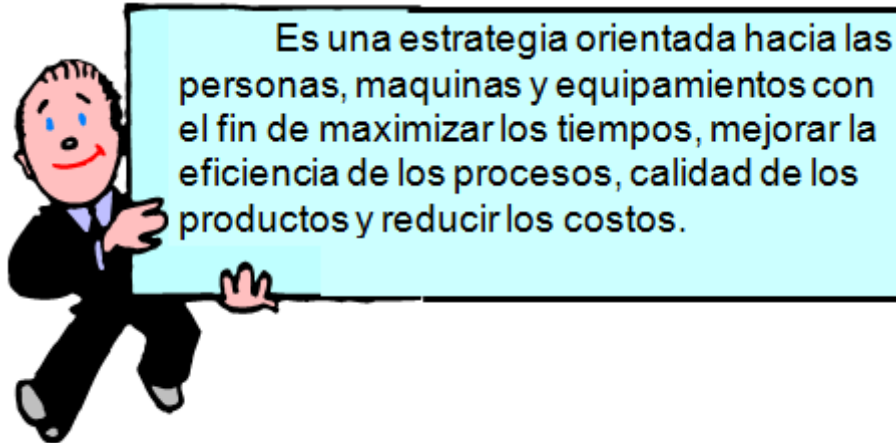 Es una estrategia orientada hacia las
personas, maquinas y equipamientos con
el fin de maximizar los tiempos, mejorar la
eficiencia de los procesos, calidad de los
productos y reducir los costos.